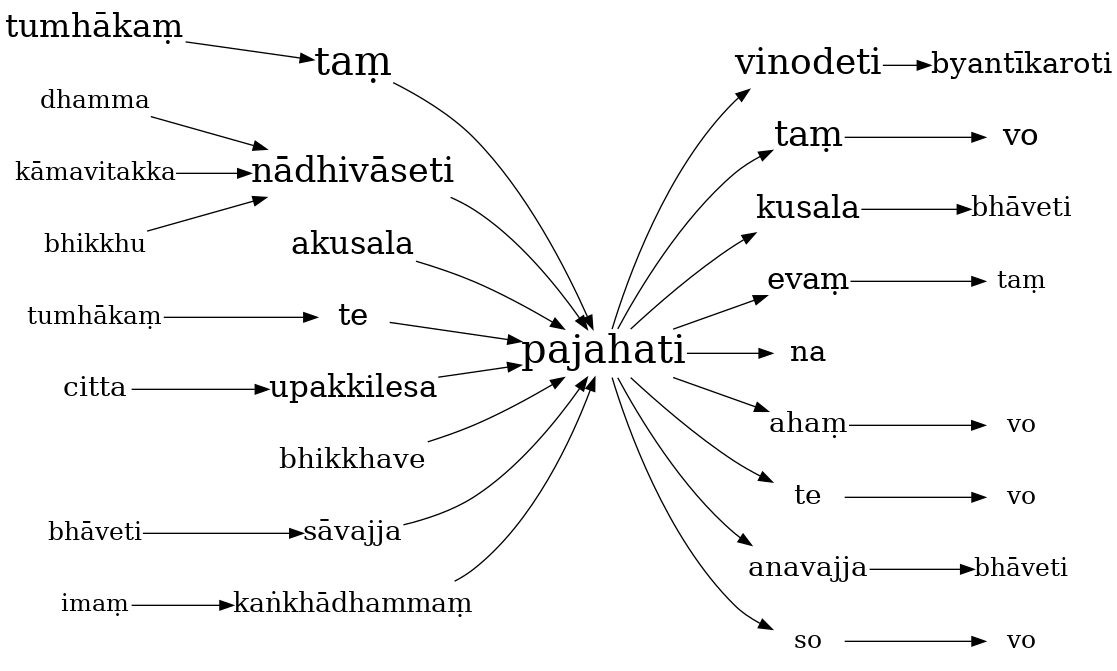 tumhākaṃ
taṃ
vinodeti
byantīkaroti
dhamma
taṃ
vo
kāmavitakka
nādhivāseti
kusala
bhāveti
bhikkhu
akusala
evaṃ
taṃ
tumhākaṃ
te
pajahati
na
citta
upakkilesa
ahaṃ
vo
bhikkhave
te
vo
bhāveti
sāvajja
anavajja
bhāveti
imaṃ
kaṅkhādhammaṃ
so
vo